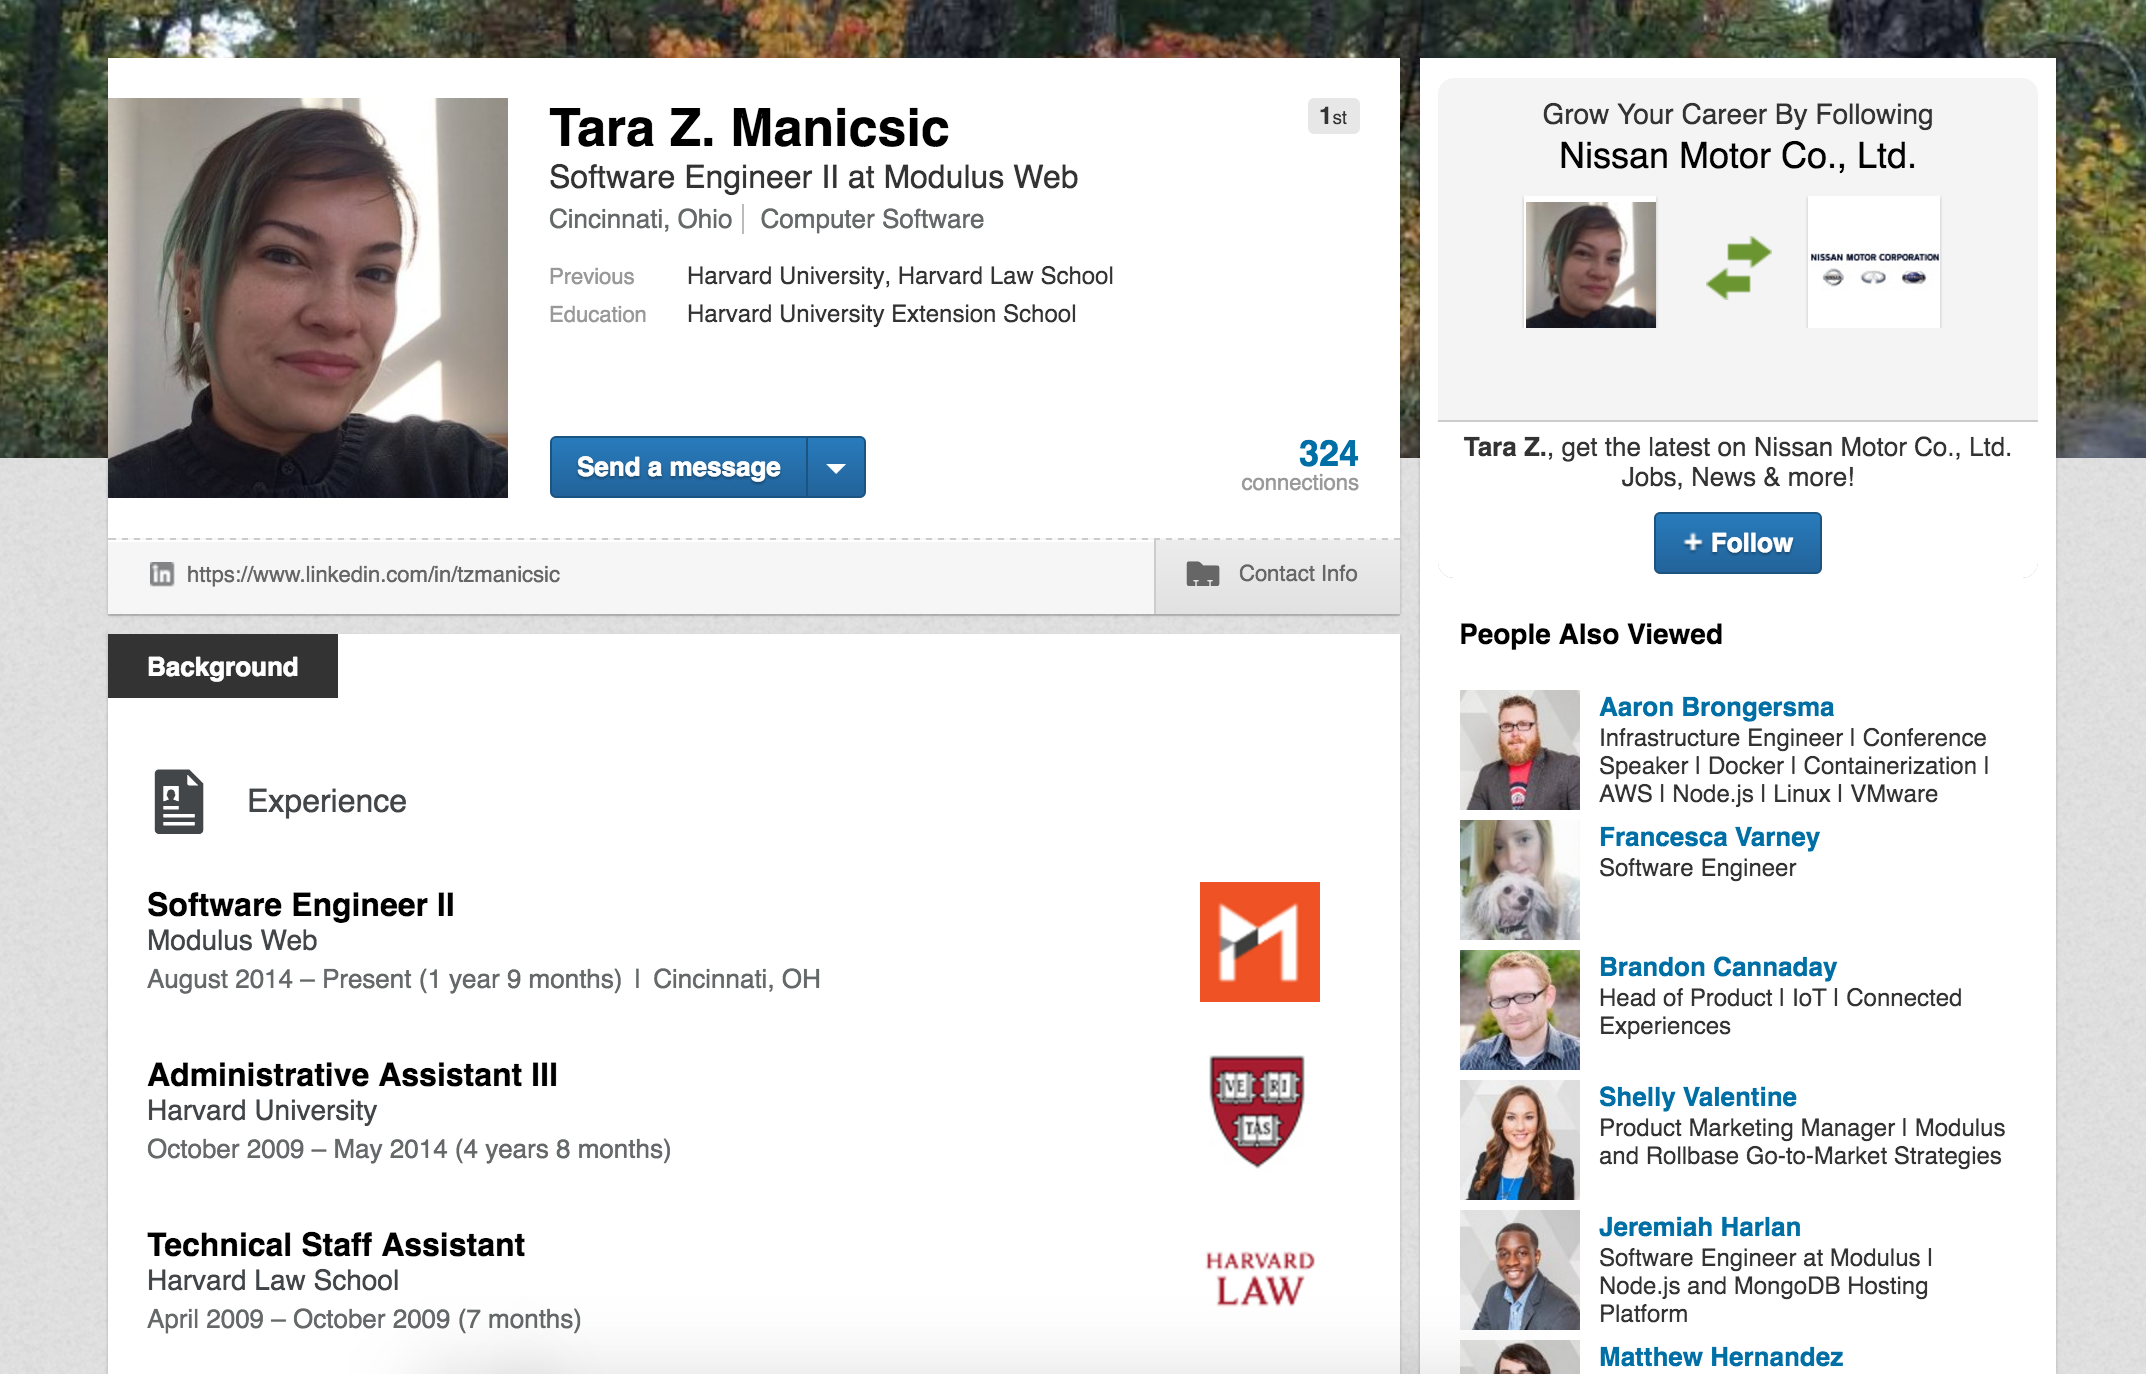 Tara Z. Manicsic
1st
Software Engineer II at Modulus Web
Cincinnati, Ohio | Computer Software
Previous Harvard University, Harvard Law School
Education Harvard University Extension School
Send a message
324
connections
https://www.linkedin.com/in/tzmanicsic
Contact Info
Background
Experience
Software Engineer II
Modulus Web
August 2014 – Present (1 year 9 months) | Cincinnati, OH
Administrative Assistant III
Harvard University
October 2009 – May 2014 (4 years 8 months)
VE RI
TAS
Technical Staff Assistant
Harvard Law School
April 2009 – October 2009 (7 months)
HARVARD
LAW
Grow Your Career By Following
Nissan Motor Co., Ltd.
NISSAN MOTOR CORPORATION
Tara Z., get the latest on Nissan Motor Co., Ltd.
Jobs, News & more!
+ Follow
People Also Viewed
Aaron Brongersma
Infrastructure Engineer | Conference
Speaker | Docker | Containerization |
AWS | Node.js | Linux | VMware
Francesca Varney
Software Engineer
Brandon Cannaday
Head of Product | IoT | Connected
Experiences
Shelly Valentine
Product Marketing Manager | Modulus
and Rollbase Go-to-Market Strategies
Jeremiah Harlan
Software Engineer at Modulus |
Node.js and MongoDB Hosting
Platform
Matthew Hernandez